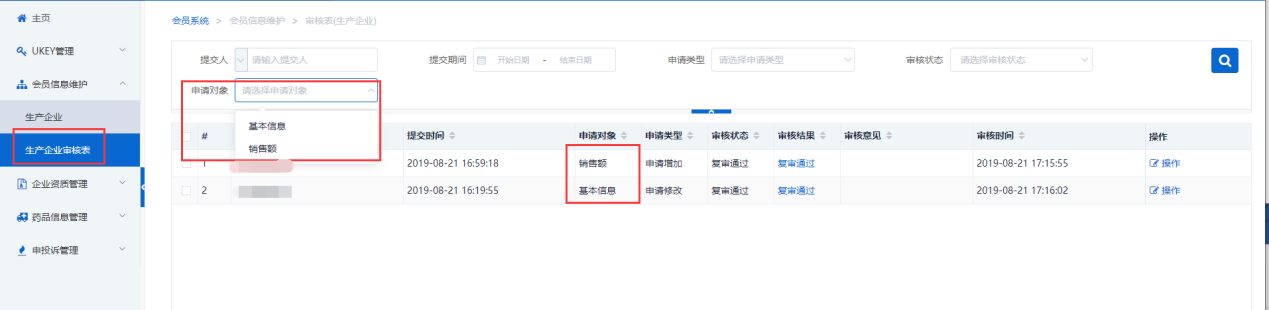 主页
会员系统 > 会员信息维护 > 审核表(生产企业)
UKEY管理
提交人 请输入提交人 提交期间 开始日期 - 结束日期 申请类型 请选择申请类型 审核状态 请选择审核状态
会员信息维护
申请对象 请选择申请对象
生产企业
基本信息
# 提交时间 申请对象 申请类型 审核状态 审核结果 审核意见 审核时间 操作
生产企业审核表
销售额
1 2019-08-21 16:59:18 销售额 申请增加 复审通过 复审通过 2019-08-21 17:15:55 操作
企业资质管理
2 2019-08-21 16:19:55 基本信息 申请修改 复审通过 复审通过 2019-08-21 17:16:02 操作
药品信息管理
申投诉管理